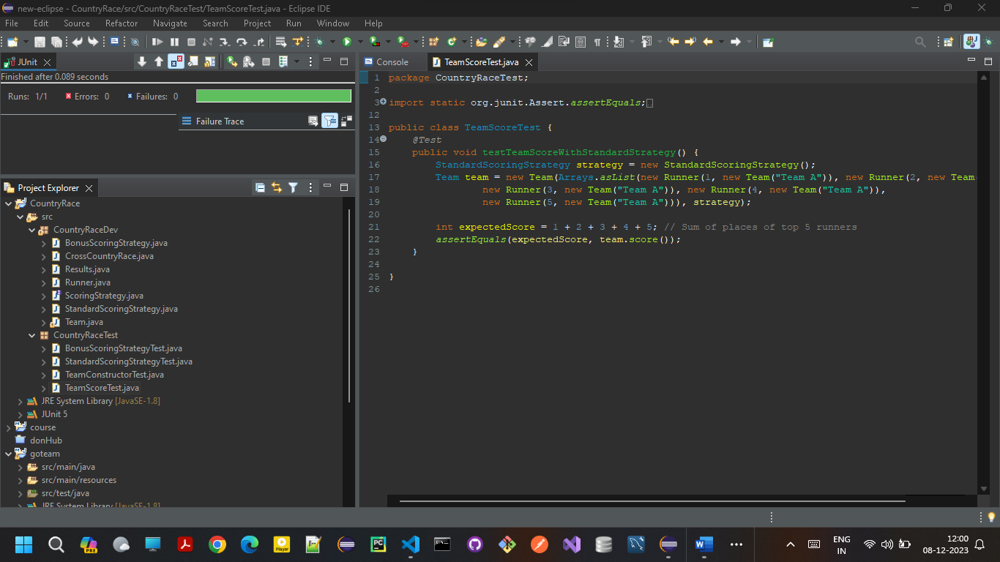 new-eclipse - CountryRace/src/CountryRaceTest/TeamScoreTest.java - Eclipse IDE
File Edit Source Refactor Navigate Search Project Run Window Help
JUnit
Finished after 0.089 seconds
Runs: 1/1 Errors: 0 Failures: 0
Failure Trace
Project Explorer
CountryRace
src
CountryRaceDev
BonusScoringStrategy.java
CrossCountryRace.java
Results.java
Runner.java
ScoringStrategy.java
StandardScoringStrategy.java
Team.java
CountryRaceTest
BonusScoringStrategyTest.java
StandardScoringStrategyTest.java
TeamConstructorTest.java
TeamScoreTest.java
JRE System Library [JavaSE-1.8]
JUnit 5
course
donHub
goteam
src/main/java
src/main/resources
src/test/java
JRE System Library [JavaSE-1.8]
Console TeamScoreTest.java
1 package CountryRaceTest;
2
3 import static org.junit.Assert.assertEquals;
12
13 public class TeamScoreTest {
14 @Test
15 public void testTeamScoreWithStandardStrategy() {
16 StandardScoringStrategy strategy = new StandardScoringStrategy();
17 Team team = new Team(Arrays.asList(new Runner(1, new Team("Team A")), new Runner(2, new Team
18 new Runner(3, new Team("Team A")), new Runner(4, new Team("Team A")),
19 new Runner(5, new Team("Team A"))), strategy);
20
21 int expectedScore = 1 + 2 + 3 + 4 + 5; // Sum of places of top 5 runners
22 assertEquals(expectedScore, team.score());
23 }
24
25 }
26
PRE
Player
PC
ENG
IN
12:00
08-12-2023